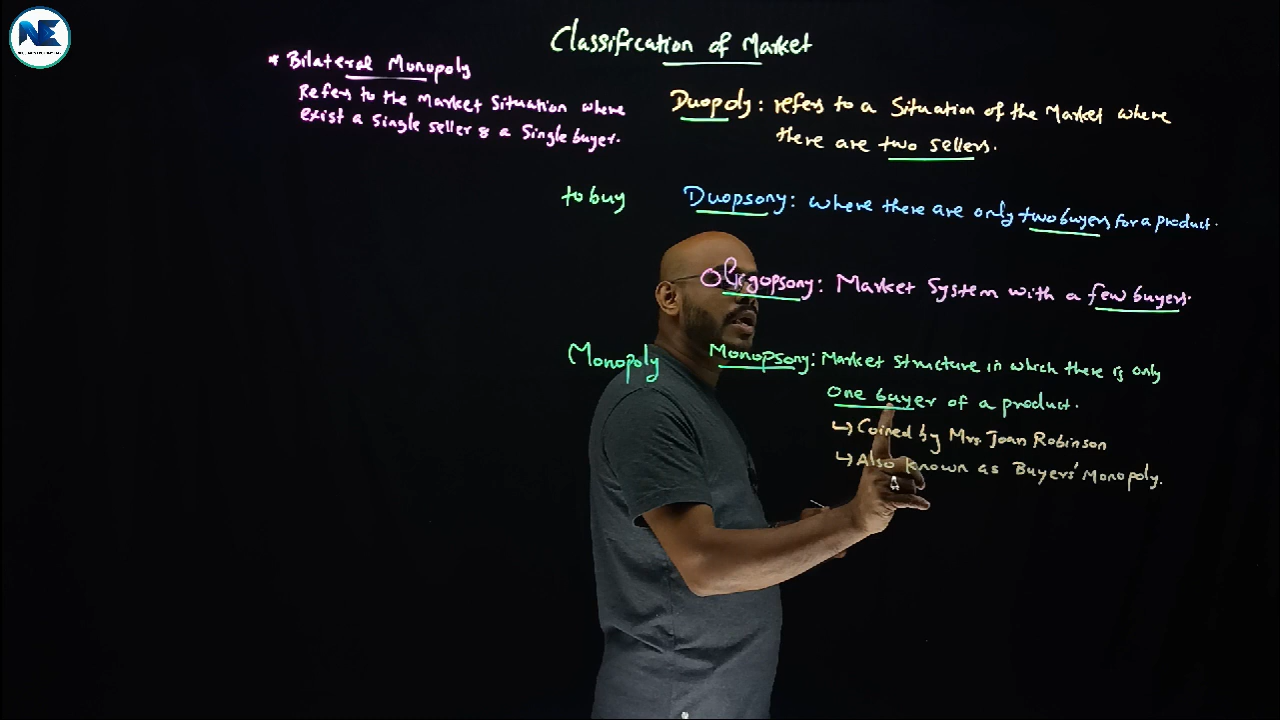 NE
Classification of Market
* Bilateral Monopoly
Refers to the Market Situation where
exist a single seller & a single buyer.
Duopoly: refers to a Situation of the Market where
there are two sellers.
to buy
Duopsony: where there are only two buyers for a product.
Oligopsony: Market System with a few buyers.
Monopoly
Monopsony: Market structure in which there is only
One buyer of a product.
↳ Coined by Mrs. Joan Robinson
↳ Also known as Buyers' Monopoly.